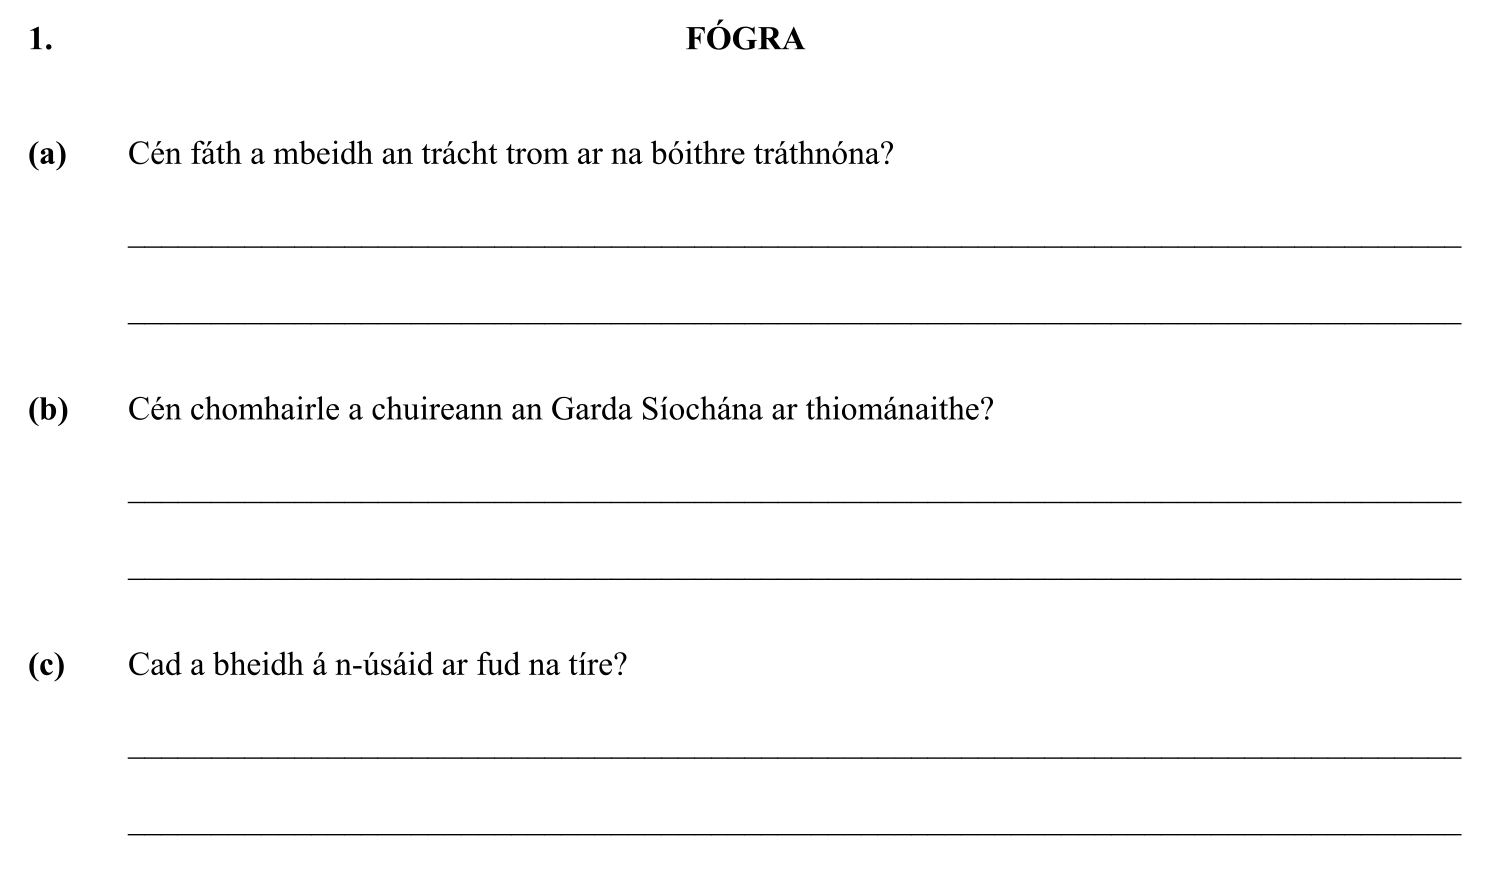 1. FÓGRA
(a) Cén fáth a mbeidh an trácht trom ar na bóithre tráthnóna?
(b) Cén chomhairle a chuireann an Garda Síochána ar thiománaithe?
(c) Cad a bheidh á n-úsáid ar fud na tíre?